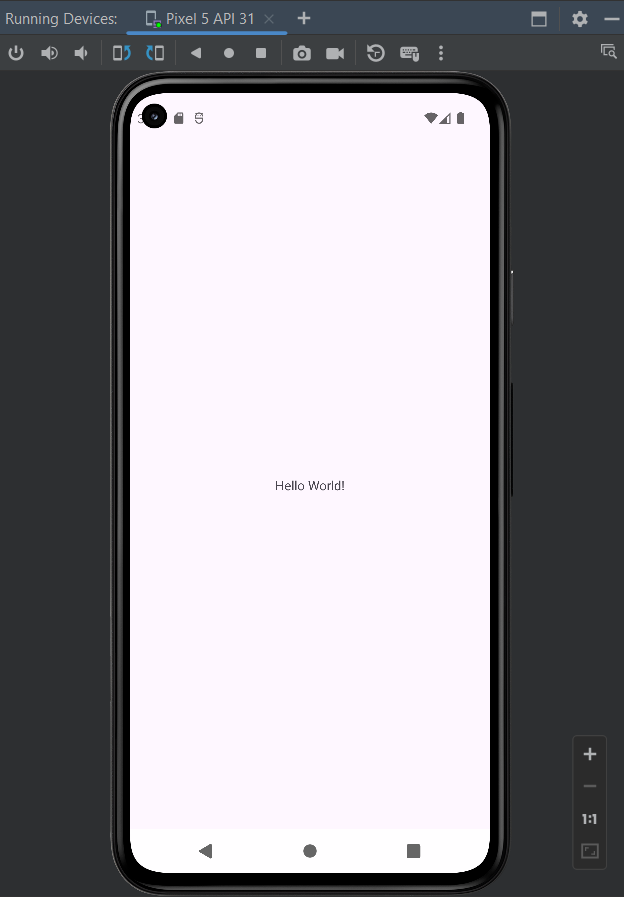 Running Devices:
Pixel 5 API 31
Hello World!
1:1